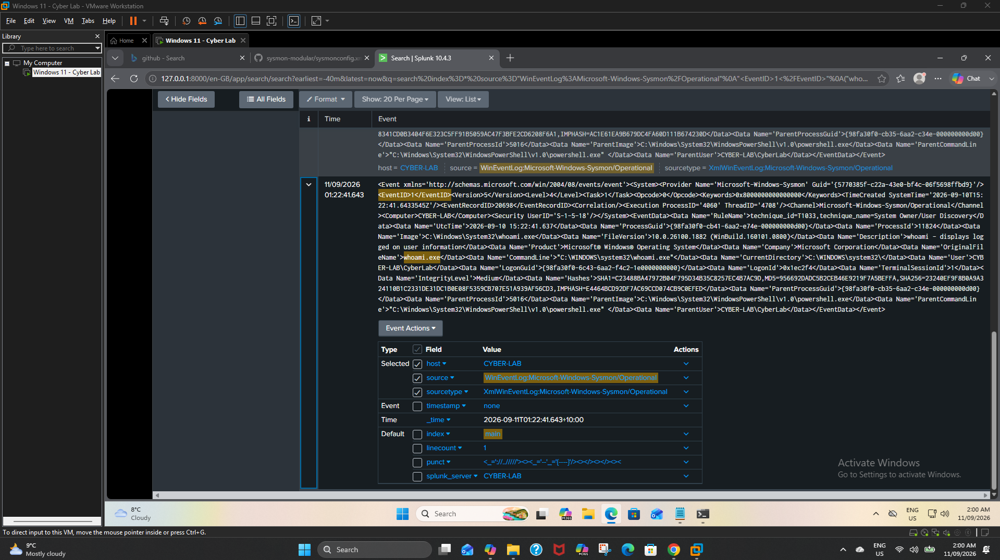 Windows 11 - Cyber Lab - VMware Workstation
File Edit View VM Tabs Help
Library
Type here to search
My Computer
Windows 11 - Cyber Lab
Home
Windows 11 - Cyber Lab
github - Search
sysmon-modular/sysmonconfig.xm
Search | Splunk 10.4.3
127.0.0.1:8000/en-GB/app/search/search?earliest=-40m&latest=now&q=search%20index%3D*%20source%3D"WinEventLog%3AMicrosoft-Windows-Sysmon%2FOperational"%0A"<EventID>1<%2FEventID>"%0A("who...
Chat
< Hide Fields
All Fields
Format
Show: 20 Per Page
View: List
i Time Event
8341CD0B3404F6E323C5FF91B5059AC47F3BFE2CD6208F6A1,IMPHASH=AC1E61EA9B679DC4FA60D111B674230D</Data><Data Name='ParentProcessGuid'>{98fa30f0-cb35-6aa2-c34e-000000000d00}
</Data><Data Name='ParentProcessId'>5016</Data><Data Name='ParentImage'>C:\Windows\System32\WindowsPowerShell\v1.0\powershell.exe</Data><Data Name='ParentCommandLin
e'>"C:\Windows\System32\WindowsPowerShell\v1.0\powershell.exe" </Data><Data Name='ParentUser'>CYBER-LAB\CyberLab</Data></EventData></Event>
host = CYBER-LAB source = WinEventLog:Microsoft-Windows-Sysmon/Operational sourcetype = XmlWinEventLog:Microsoft-Windows-Sysmon/Operational
11/09/2026
01:22:41.643
<Event xmlns='http://schemas.microsoft.com/win/2004/08/events/event'><System><Provider Name='Microsoft-Windows-Sysmon' Guid='{5770385f-c22a-43e0-bf4c-06f5698ffbd9}'/>
<EventID>1</EventID><Version>5</Version><Level>4</Level><Task>1</Task><Opcode>0</Opcode><Keywords>0x8000000000000000</Keywords><TimeCreated SystemTime='2026-09-10T15:
22:41.6433545Z'/><EventRecordID>20698</EventRecordID><Correlation/><Execution ProcessID='4060' ThreadID='4708'/><Channel>Microsoft-Windows-Sysmon/Operational</Channel
><Computer>CYBER-LAB</Computer><Security UserID='S-1-5-18'/></System><EventData><Data Name='RuleName'>technique_id=T1033,technique_name=System Owner/User Discovery</D
ata><Data Name='UtcTime'>2026-09-10 15:22:41.637</Data><Data Name='ProcessGuid'>{98fa30f0-cb41-6aa2-e74e-000000000d00}</Data><Data Name='ProcessId'>11824</Data><Data
Name='Image'>C:\Windows\System32\whoami.exe</Data><Data Name='FileVersion'>10.0.26100.1882 (WinBuild.160101.0800)</Data><Data Name='Description'>whoami - displays log
ged on user information</Data><Data Name='Product'>Microsoft® Windows® Operating System</Data><Data Name='Company'>Microsoft Corporation</Data><Data Name='OriginalFil
eName'>whoami.exe</Data><Data Name='CommandLine'>"C:\WINDOWS\system32\whoami.exe"</Data><Data Name='CurrentDirectory'>C:\WINDOWS\system32\</Data><Data Name='User'>CYB
ER-LAB\CyberLab</Data><Data Name='LogonGuid'>{98fa30f0-6c43-6aa2-f4c2-1e0000000000}</Data><Data Name='LogonId'>0x1ec2f4</Data><Data Name='TerminalSessionId'>1</Data><
Data Name='IntegrityLevel'>Medium</Data><Data Name='Hashes'>SHA1=C23488BA47972B04F795D34B35C8257EC4B7AC9D,MD5=956692DADC5B2CEB46E9219F7A5BEFFA,SHA256=23240EF9F8B0A9A3
24110B1C2331DE31DC1B0E08F5359CB707E51A939AF56CD3,IMPHASH=E4464BCD92DF7AC69CCD074CB9C0EFED</Data><Data Name='ParentProcessGuid'>{98fa30f0-cb35-6aa2-c34e-000000000d00}
</Data><Data Name='ParentProcessId'>5016</Data><Data Name='ParentImage'>C:\Windows\System32\WindowsPowerShell\v1.0\powershell.exe</Data><Data Name='ParentCommandLin
e'>"C:\Windows\System32\WindowsPowerShell\v1.0\powershell.exe" </Data><Data Name='ParentUser'>CYBER-LAB\CyberLab</Data></EventData></Event>
Event Actions
Type Field Value Actions
Selected host CYBER-LAB
source WinEventLog:Microsoft-Windows-Sysmon/Operational
sourcetype XmlWinEventLog:Microsoft-Windows-Sysmon/Operational
Event timestamp none
Time _time 2026-09-11T01:22:41.643+10:00
Default index main
linecount 1
punct <_='://../////'><><_='--'_='{----}'/><></><></><><
splunk_server CYBER-LAB
Activate Windows
Go to Settings to activate Windows.
8°C
Cloudy
Search
M365
ENG
US
2:00 AM
11/09/2026
To direct input to this VM, move the mouse pointer inside or press Ctrl+G.
9°C
Mostly cloudy
Search
M365
ENG
US
2:00 AM
11/09/2026